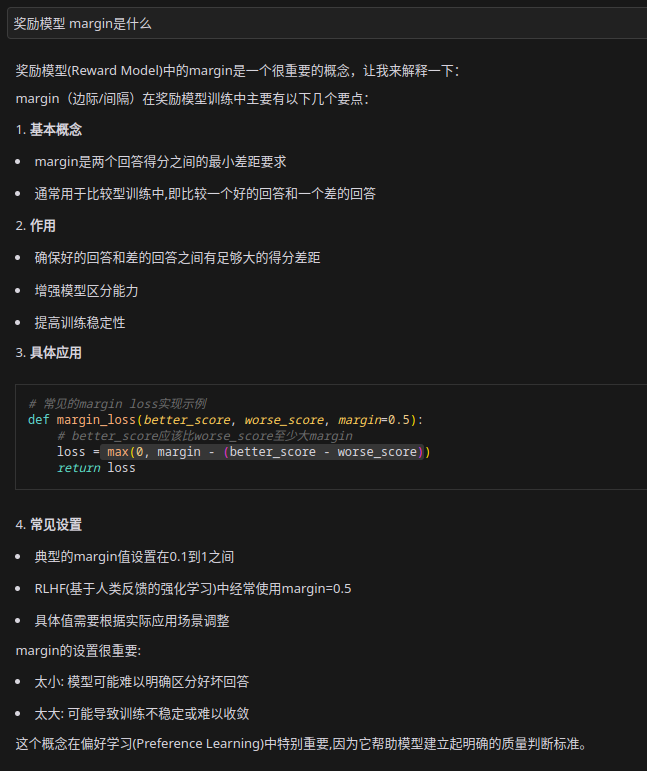 奖励模型 margin是什么
奖励模型(Reward Model)中的margin是一个很重要的概念，让我来解释一下：
margin（边际/间隔）在奖励模型训练中主要有以下几个要点：
1. 基本概念
• margin是两个回答得分之间的最小差距要求
• 通常用于比较型训练中,即比较一个好的回答和一个差的回答
2. 作用
• 确保好的回答和差的回答之间有足够大的得分差距
• 增强模型区分能力
• 提高训练稳定性
3. 具体应用
# 常见的margin loss实现示例
def margin_loss(better_score, worse_score, margin=0.5):
    # better_score应该比worse_score至少大margin
    loss = max(0, margin - (better_score - worse_score))
    return loss
4. 常见设置
• 典型的margin值设置在0.1到1之间
• RLHF(基于人类反馈的强化学习)中经常使用margin=0.5
• 具体值需要根据实际应用场景调整
margin的设置很重要:
• 太小: 模型可能难以明确区分好坏回答
• 太大: 可能导致训练不稳定或难以收敛
这个概念在偏好学习(Preference Learning)中特别重要,因为它帮助模型建立起明确的质量判断标准。